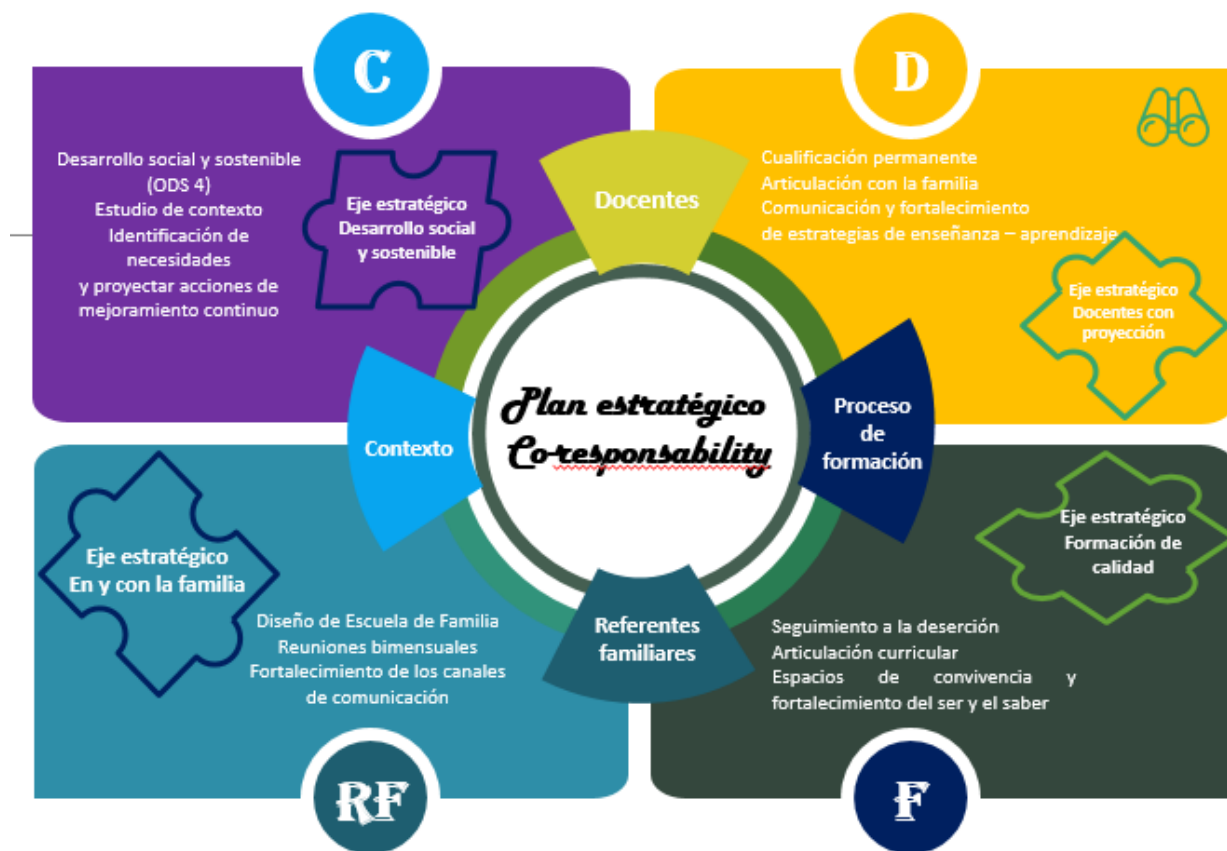 C
Desarrollo social y sostenible
(ODS 4)
Estudio de contexto
Identificación de
necesidades
y proyectar acciones de
mejoramiento continuo
Eje estratégico
Desarrollo social
y sostenible
D
Cualificación permanente
Articulación con la familia
Comunicación y fortalecimiento
de estrategias de enseñanza – aprendizaje
Eje estratégico
Docentes con
proyección
Docentes
Contexto
Plan estratégico
Co-responsability
Proceso
de
formación
Referentes
familiares
Eje estratégico
En y con la familia
Diseño de Escuela de Familia
Reuniones bimensuales
Fortalecimiento de los canales
de comunicación
RF
Eje estratégico
Formación de
calidad
Seguimiento a la deserción
Articulación curricular
Espacios de convivencia y
fortalecimiento del ser y el saber
F